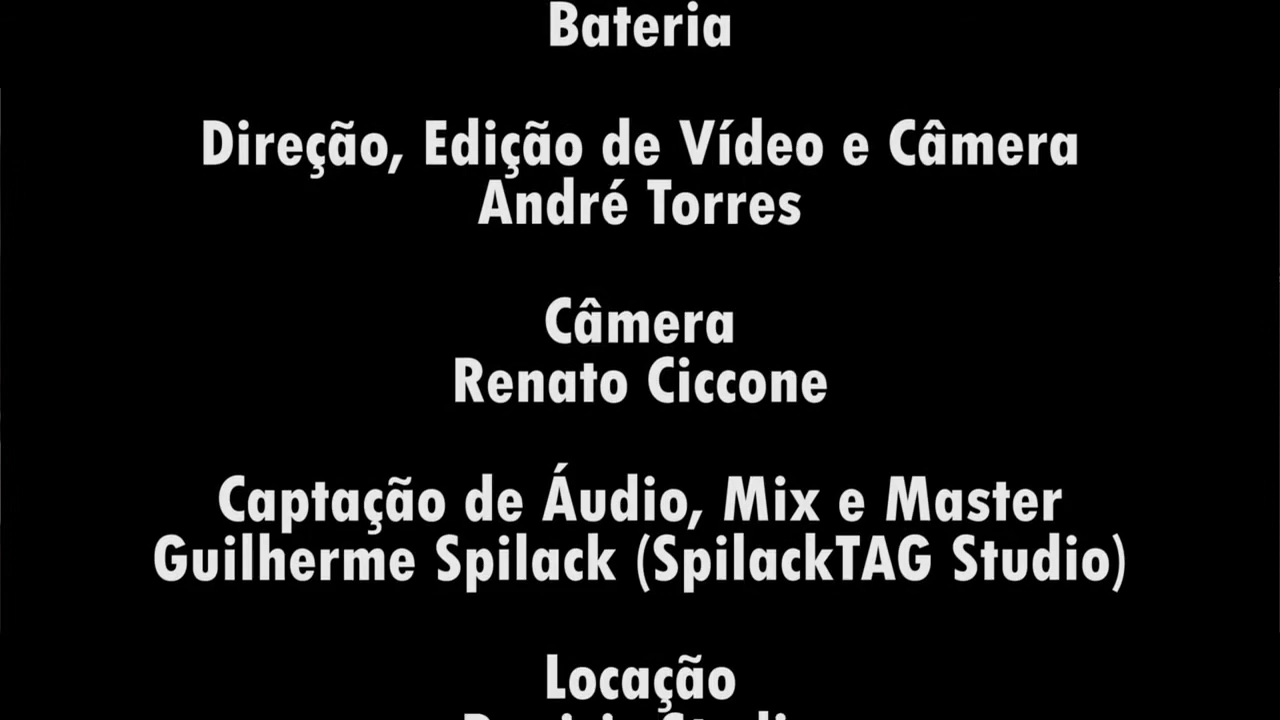 Bateria
Direção, Edição de Vídeo e Câmera
André Torres
Câmera
Renato Ciccone
Captação de Áudio, Mix e Master
Guilherme Spilack (SpilackTAG Studio)
Locação